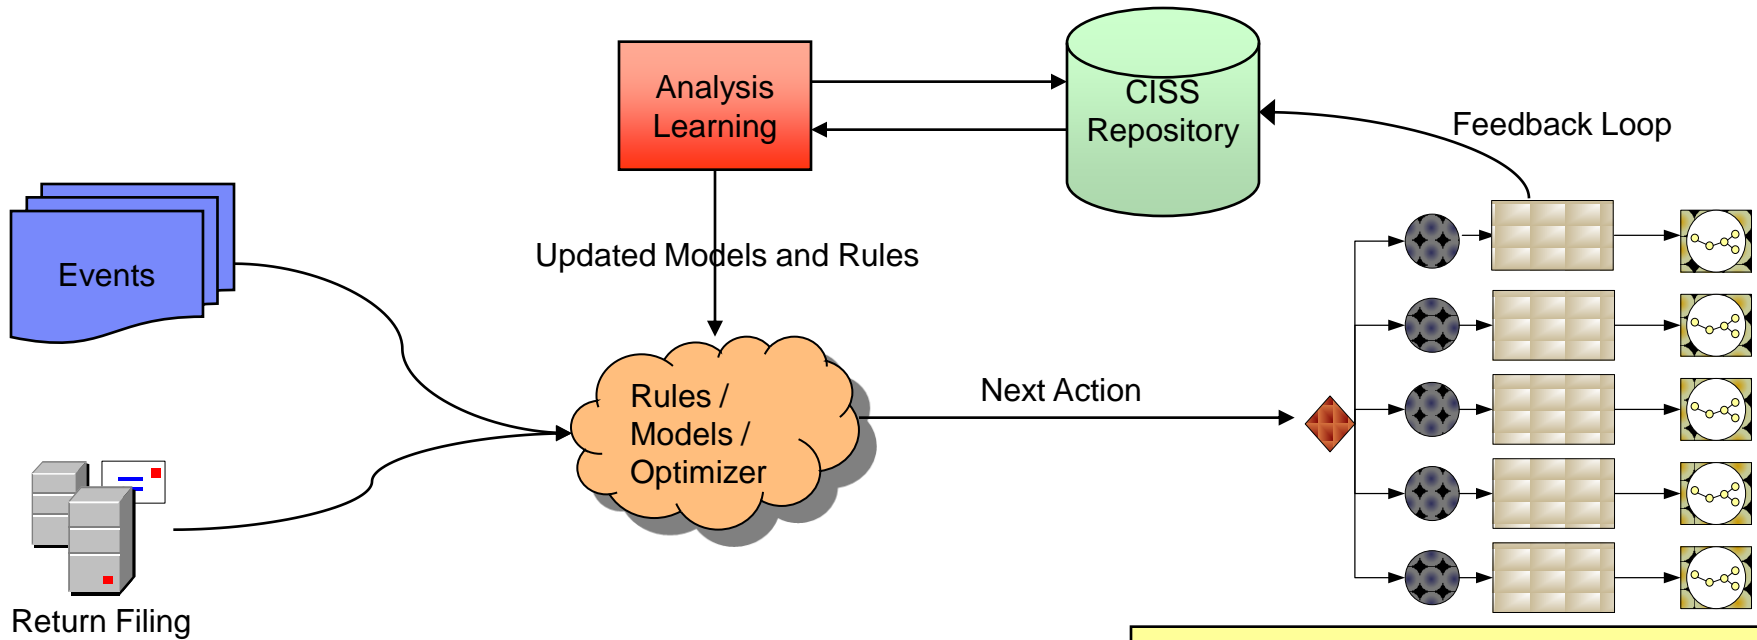 Analysis
Learning
CISS
Repository
Feedback Loop
Events
Updated Models and Rules
Rules /
Models /
Optimizer
Next Action
Return Filing